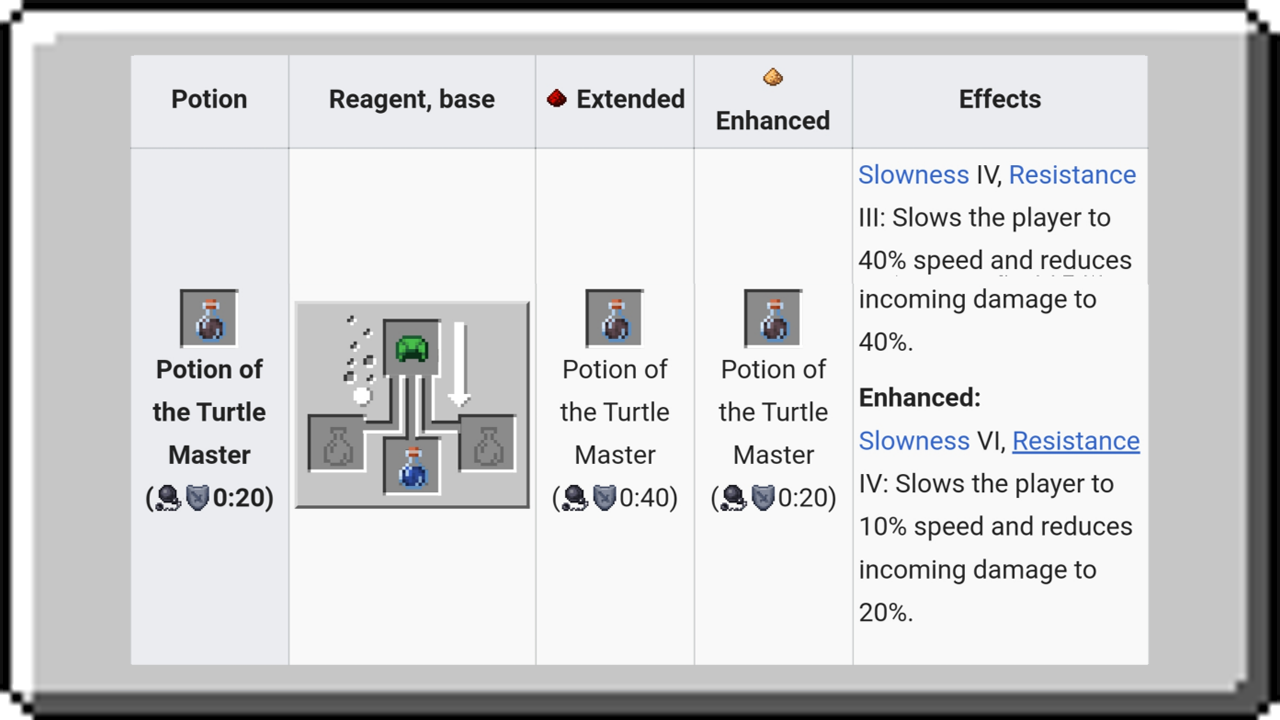 Potion
Reagent, base
Extended
Enhanced
Effects
Potion of
the Turtle
Master
(0:20)
Potion of
the Turtle
Master
(0:40)
Potion of
the Turtle
Master
(0:20)
Slowness IV, Resistance
III: Slows the player to
40% speed and reduces
incoming damage to
40%.
Enhanced:
Slowness VI, Resistance
IV: Slows the player to
10% speed and reduces
incoming damage to
20%.